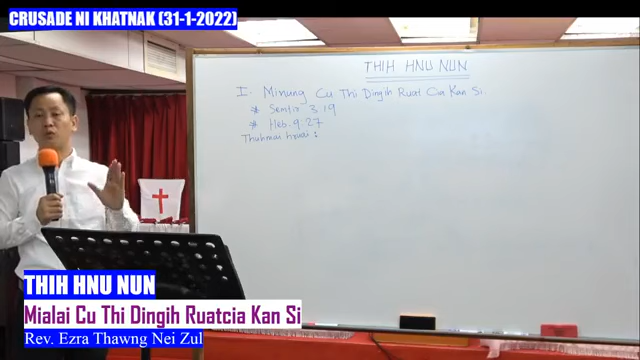 CRUSADE NI KHATNAK (31-1-2022)
THIH HNU NUN
I. Minung Cu Thi Dingih Ruat Cia Kan Si.
* Semtir 3:19
* Heb. 9:27
Thuhmai hruai :
THIH HNU NUN
Mialai Cu Thi Dingih Ruatcia Kan Si
Rev. Ezra Thawng Nei Zul